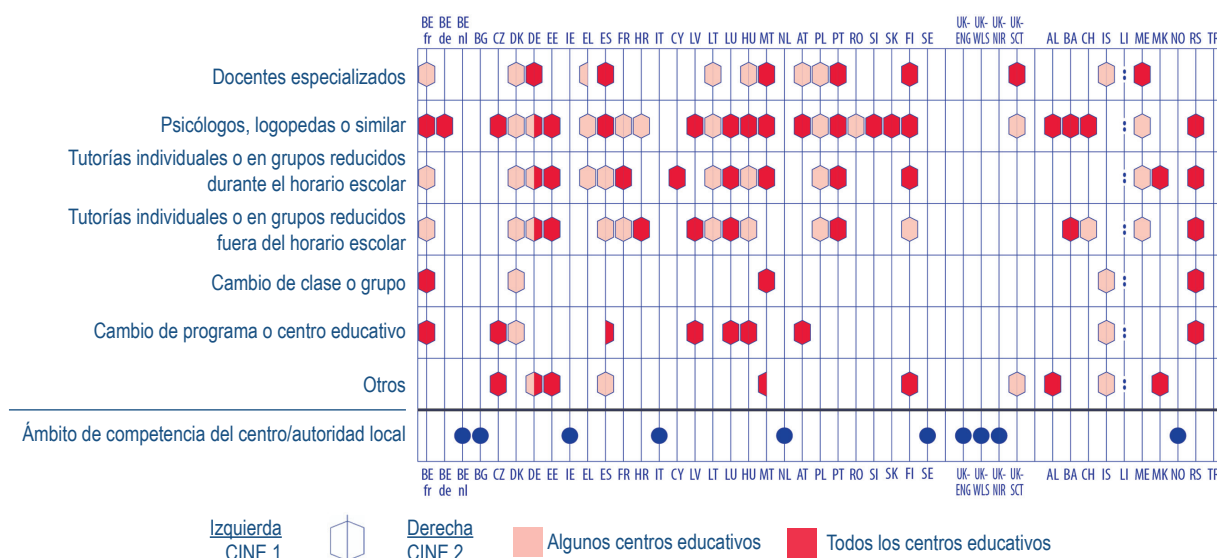 BE BE BE UK- UK- UK- UK-
fr de nl BG CZ DK DE EE IE EL ES FR HR IT CY LV LT LU HU MT NL AT PL PT RO SI SK FI SE ENG WLS NIR SCT AL BA CH IS LI ME MK NO RS TR
Docentes especializados
Psicólogos, logopedas o similar
Tutorías individuales o en grupos reducidos
durante el horario escolar
Tutorías individuales o en grupos reducidos
fuera del horario escolar
Cambio de clase o grupo
Cambio de programa o centro educativo
Otros
Ámbito de competencia del centro/autoridad local
BE BE BE BG CZ DK DE EE IE EL ES FR HR IT CY LV LT LU HU MT NL AT PL PT RO SI SK FI SE UK- UK- UK- UK- AL BA CH IS LI ME MK NO RS TR
fr de nl ENG WLS NIR SCT
Izquierda Derecha
CINE 1 CINE 2 Algunos centros educativos Todos los centros educativos